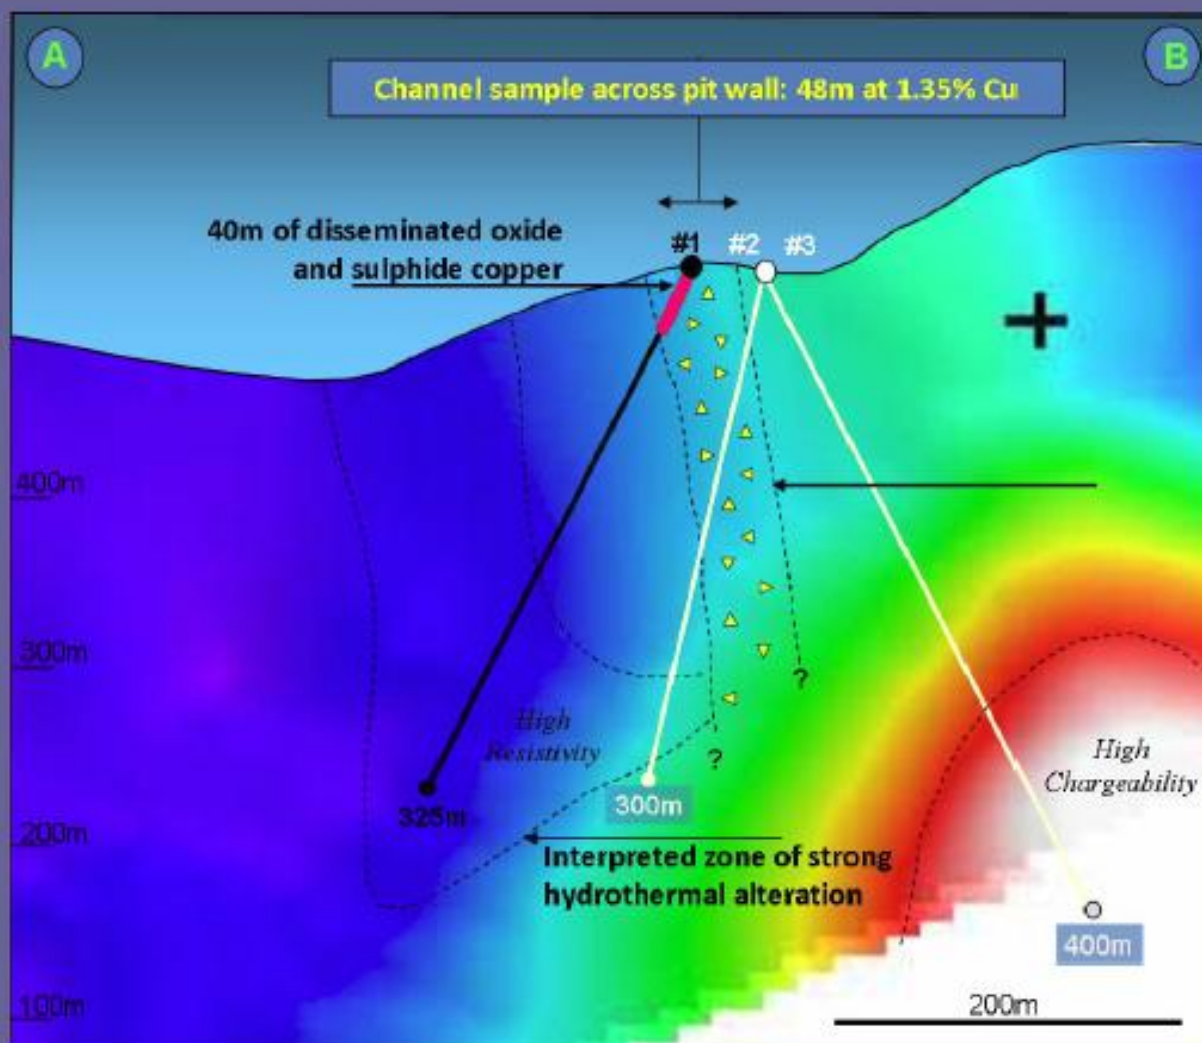 A
B
Channel sample across pit wall: 48m at 1.35% Cu
40m of disseminated oxide
and sulphide copper
#1
#2
#3
400m
300m
?
?
High
Resistivity
High
Chargeability
325m
300m
200m
Interpreted zone of strong
hydrothermal alteration
400m
100m
200m